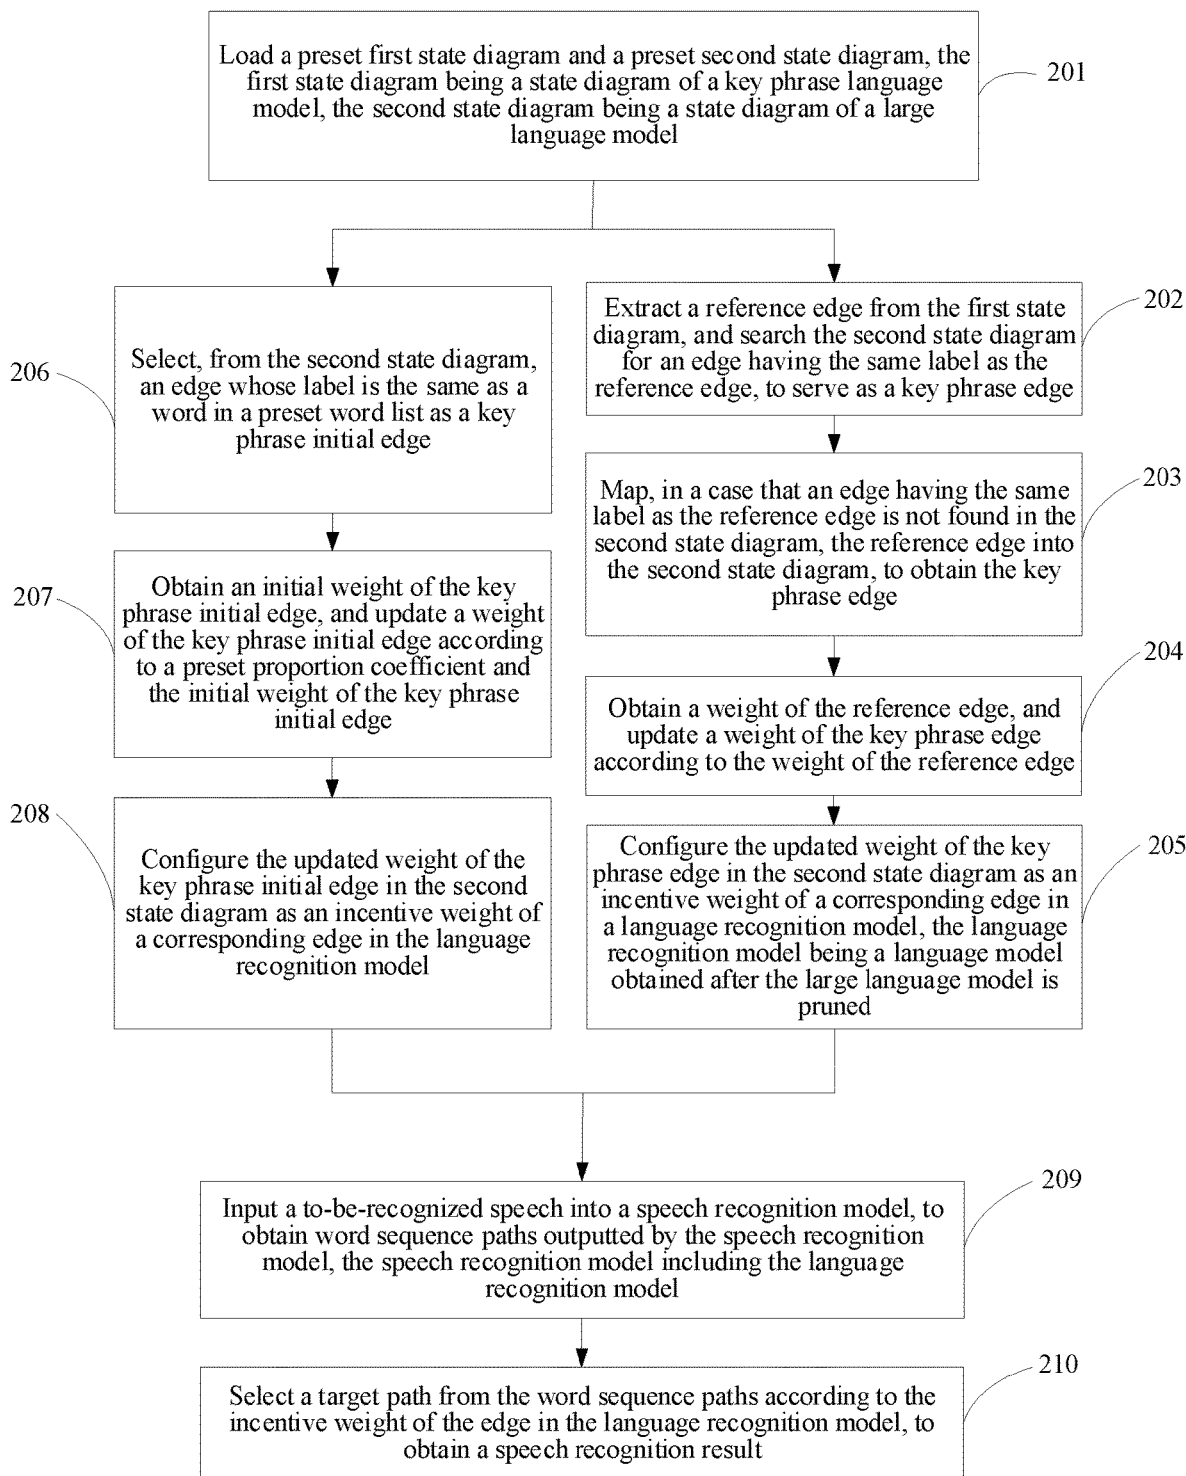 Load a preset first state diagram and a preset second state diagram, the
first state diagram being a state diagram of a key phrase language
model, the second state diagram being a state diagram of a large
language model
201
206
Select, from the second state diagram,
an edge whose label is the same as a
word in a preset word list as a key
phrase initial edge
207
Obtain an initial weight of the key
phrase initial edge, and update a weight
of the key phrase initial edge according
to a preset proportion coefficient and
the initial weight of the key phrase
initial edge
208
Configure the updated weight of the
key phrase initial edge in the second
state diagram as an incentive weight of
a corresponding edge in the language
recognition model
202
Extract a reference edge from the first state
diagram, and search the second state diagram
for an edge having the same label as the
reference edge, to serve as a key phrase edge
203
Map, in a case that an edge having the same
label as the reference edge is not found in the
second state diagram, the reference edge into
the second state diagram, to obtain the key
phrase edge
204
Obtain a weight of the reference edge, and
update a weight of the key phrase edge
according to the weight of the reference edge
205
Configure the updated weight of the key
phrase edge in the second state diagram as an
incentive weight of a corresponding edge in
a language recognition model, the language
recognition model being a language model
obtained after the large language model is
pruned
209
Input a to-be-recognized speech into a speech recognition model, to
obtain word sequence paths outputted by the speech recognition
model, the speech recognition model including the language
recognition model
210
Select a target path from the word sequence paths according to the
incentive weight of the edge in the language recognition model, to
obtain a speech recognition result